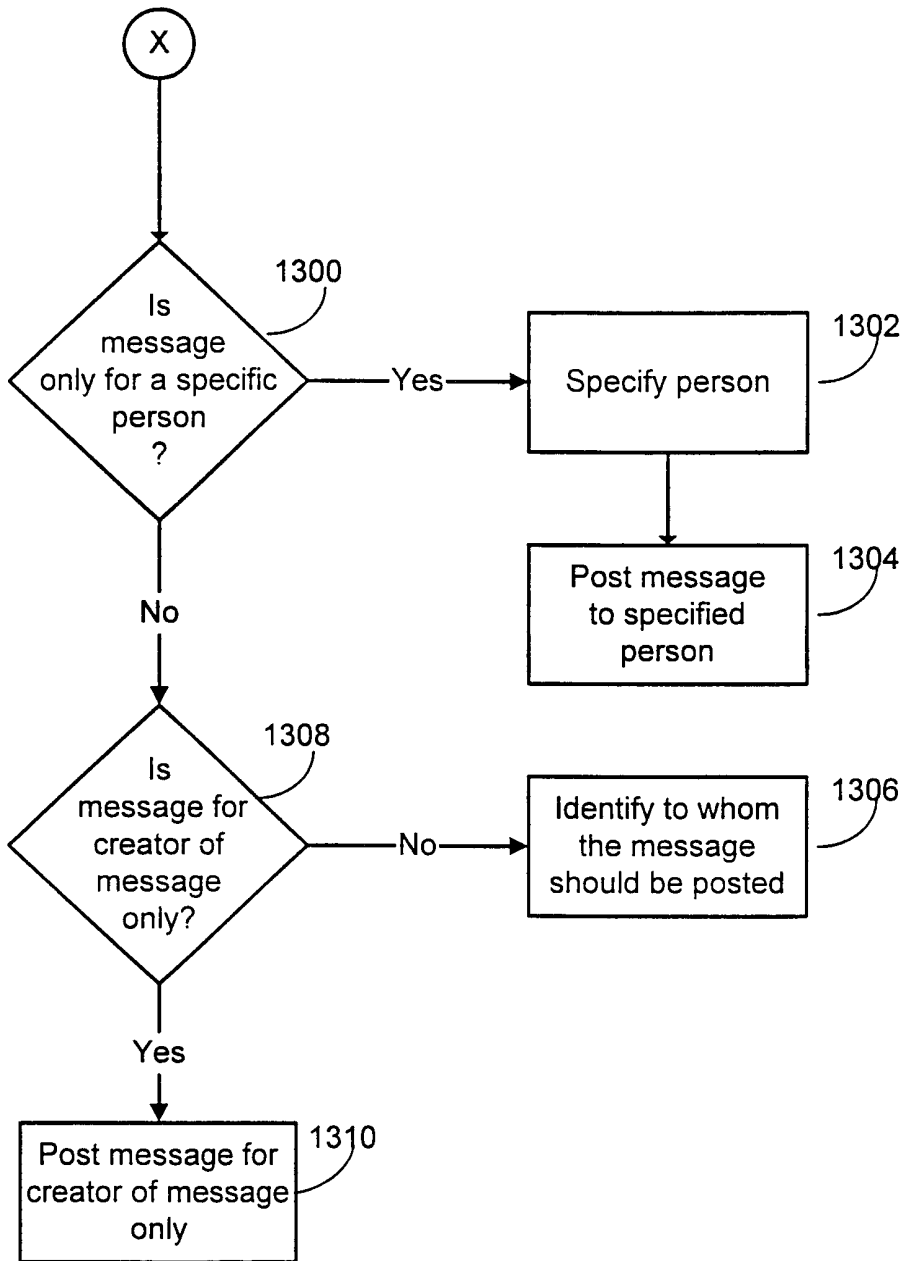 X
1300
Is
message
only for a specific
person
?
Yes
1302
Specify person
1304
Post message
to specified
person
No
1308
Is
message for
creator of
message
only?
No
1306
Identify to whom
the message
should be posted
Yes
1310
Post message for
creator of message
only